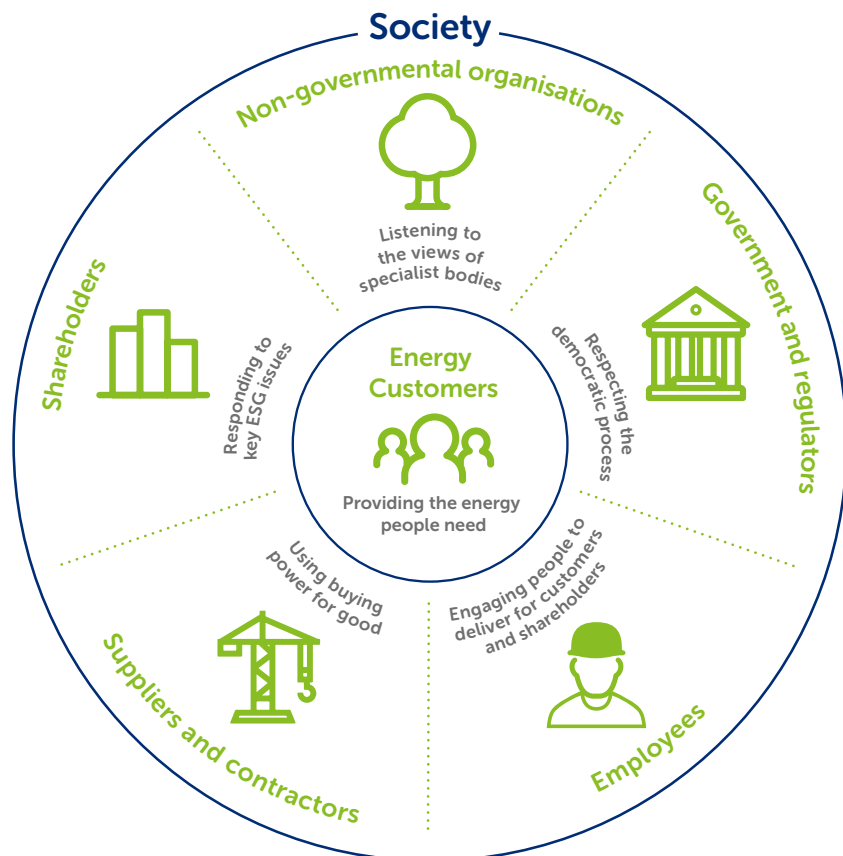 Society
Non-governmental organisations
Listening to
the views of
specialist bodies
Government and regulators
Respecting the
democratic process
Employees
Engaging people to
deliver for customers
and shareholders
Suppliers and contractors
Using buying
power for good
Shareholders
Responding to
key ESG issues
Energy
Customers
Providing the energy
people need